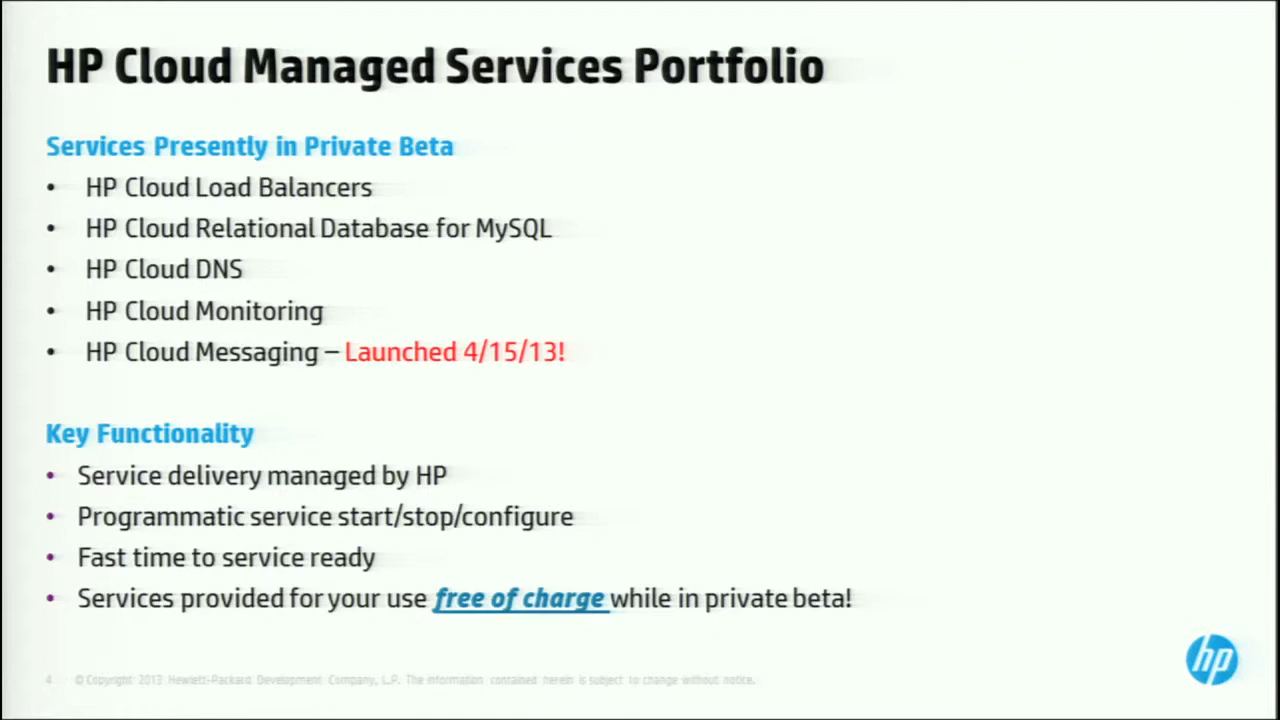 HP Cloud Managed Services Portfolio
Services Presently in Private Beta
• HP Cloud Load Balancers
• HP Cloud Relational Database for MySQL
• HP Cloud DNS
• HP Cloud Monitoring
• HP Cloud Messaging – Launched 4/15/13!
Key Functionality
• Service delivery managed by HP
• Programmatic service start/stop/configure
• Fast time to service ready
• Services provided for your use free of charge while in private beta!
hp
4 © Copyright 2013 Hewlett-Packard Development Company, L.P. The information contained herein is subject to change without notice.